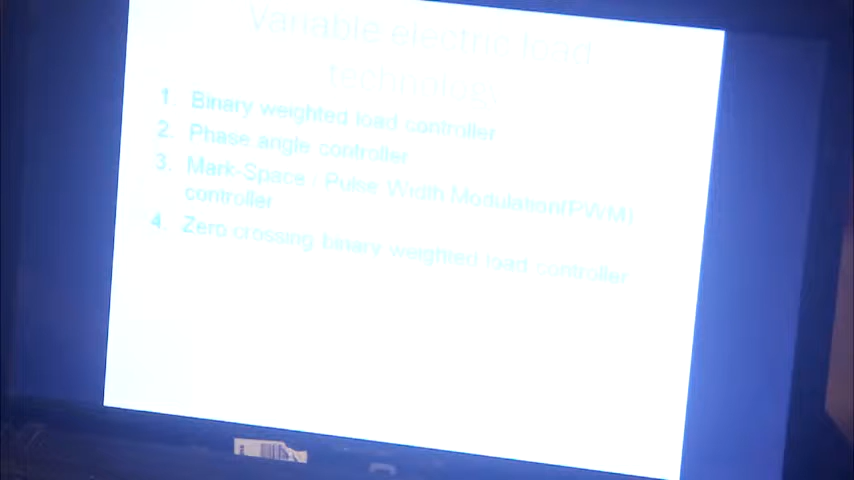 Variable electric load
1. Binary weighted load controller
2. Phase angle controller
3. Mark-Space : Pulse Width Modulation(PWM)
controller
4. Zero crossing binary weighted load controller